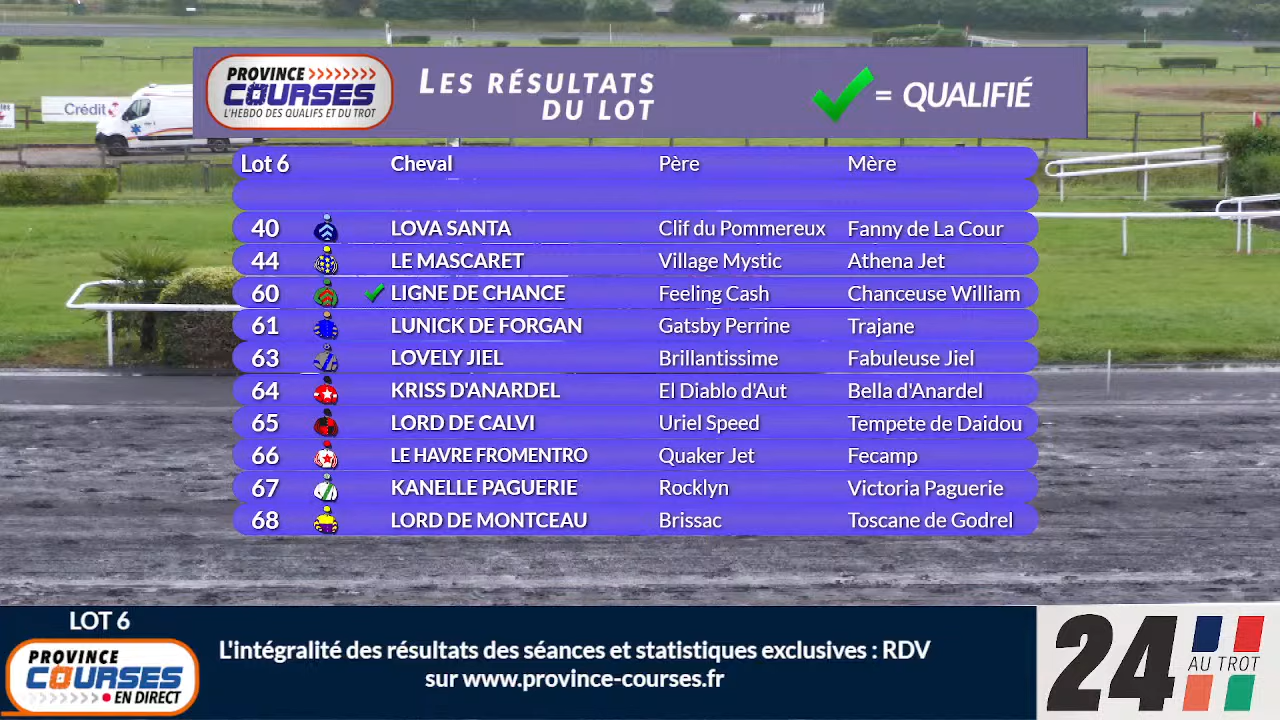 PROVINCE
COURSES
L'HEBDO DES QUALIFS ET DU TROT
LES RÉSULTATS
DU LOT
= QUALIFIÉ
Crédit
Lot 6 Cheval Père Mère
40 LOVA SANTA Clif du Pommereux Fanny de La Cour
44 LE MASCARET Village Mystic Athena Jet
60 LIGNE DE CHANCE Feeling Cash Chanceuse William
61 LUNICK DE FORGAN Gatsby Perrine Trajane
63 LOVELY JIEL Brillantissime Fabuleuse Jiel
64 KRISS D'ANARDEL El Diablo d'Aut Bella d'Anardel
65 LORD DE CALVI Uriel Speed Tempete de Daidou
66 LE HAVRE FROMENTRO Quaker Jet Fecamp
67 KANELLE PAGUERIE Rocklyn Victoria Paguerie
68 LORD DE MONTCEAU Brissac Toscane de Godrel
LOT 6
PROVINCE
COURSES
EN DIRECT
L'intégralité des résultats des séances et statistiques exclusives : RDV
sur www.province-courses.fr
24
AU TROT